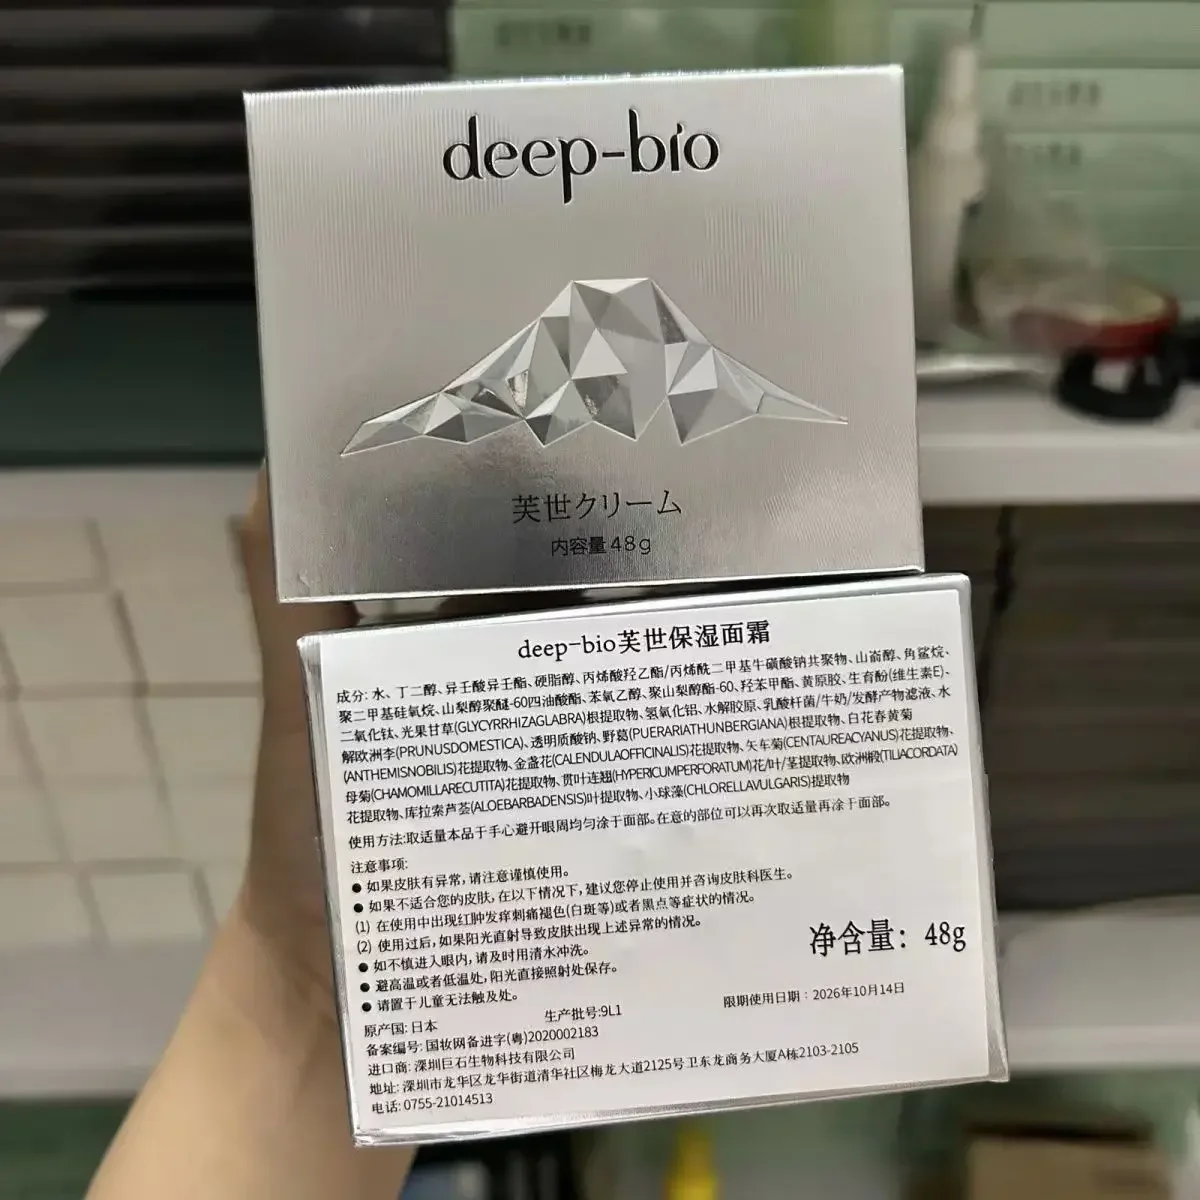 deep-bio
芙世クリーム
内容量48g
deep-bio芙世保湿面霜
成分: 水、丁二醇、异壬酸异壬酯、硬脂醇、丙烯酸羟乙酯/丙烯酰二甲基牛磺酸钠共聚物、山嵛醇、角鲨烷、
聚二甲基硅氧烷、山梨醇聚醚-60四油酸酯、苯氧乙醇、聚山梨醇酯-60、羟苯甲酯、黄原胶、生育酚(维生素E)、
二氧化钛、光果甘草(GLYCYRRHIZAGLABRA)根提取物、氢氧化铝、水解胶原、乳酸杆菌/牛奶/发酵产物滤液、水
解欧洲李(PRUNUSDOMESTICA)、透明质酸钠、野葛(PUERARIATHUNBERGIANA)根提取物、白花春黄菊
(ANTHEMISNOBILIS)花提取物、金盏花(CALENDULAOFFICINALIS)花提取物、矢车菊(CENTAUREACYANUS)花提取物、
母菊(CHAMOMILLARECUTITA)花提取物、贯叶连翘(HYPERICUMPERFORATUM)花/叶/茎提取物、欧洲椴(TILIACORDATA)
花提取物、库拉索芦荟(ALOEBARBADENSIS)叶提取物、小球藻(CHLORELLAVULGARIS)提取物
使用方法:取适量本品于手心避开眼周均匀涂于面部。在意的部位可以再次取适量再涂于面部。
注意事项:
● 如果皮肤有异常,请注意谨慎使用。
● 如果不适合您的皮肤,在以下情况下,建议您停止使用并咨询皮肤科医生。
(1) 在使用中出现红肿发痒刺痛褪色(白斑等)或者黑点等症状的情况。
(2) 使用过后,如果阳光直射导致皮肤出现上述异常的情况。
● 如不慎进入眼内,请及时用清水冲洗。
● 避高温或者低温处,阳光直接照射处保存。
● 请置于儿童无法触及处。
净含量: 48g
原产国: 日本
生产批号:9L1
限期使用日期:2026年10月14日
备案编号: 国妆网备进字(粤)2020002183
进口商: 深圳巨石生物科技有限公司
地址: 深圳市龙华区龙华街道清华社区梅龙大道2125号卫东龙商务大厦A栋2103-2105
电话: 0755-21014513